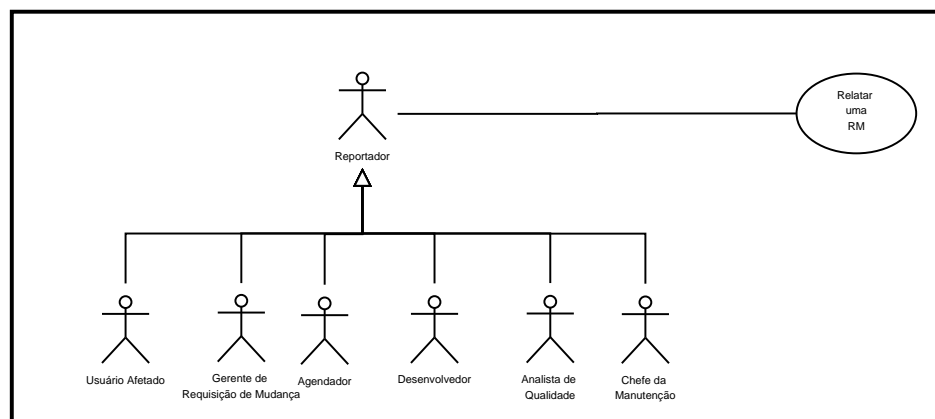 Relatar
uma
RM
Reportador
Usuário Afetado
Gerente de
Requisição de Mudança
Agendador
Desenvolvedor
Analista de
Qualidade
Chefe da
Manutenção